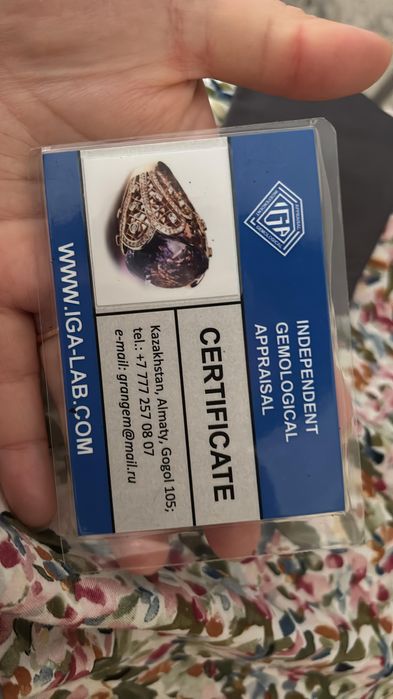 IGA
INDEPENDENT
GEMOLOGICAL
APPRAISAL
CERTIFICATE
Kazakhstan, Almaty, Gogol 105;
tel.: +7 777 257 08 07
e-mail: grangem@mail.ru
WWW.IGA-LAB.COM